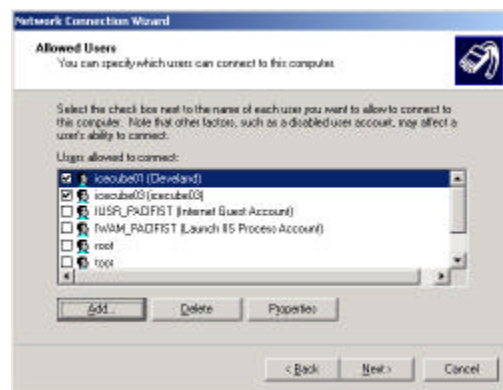 Network Connection Wizard
Allowed Users
You can specify which users can connect to this computer.
Select the check box next to the name of each user you want to allow to connect to
this computer. Note that other factors, such as a disabled user account, may affect a
user's ability to connect.
Users allowed to connect:
icecube01 (Cleveland)
icecube03 (icecube03)
IUSR_PACIFIST (Internet Guest Account)
IWAM_PACIFIST (Launch IIS Process Account)
root
Add...
Delete
Properties
< Back
Next >
Cancel